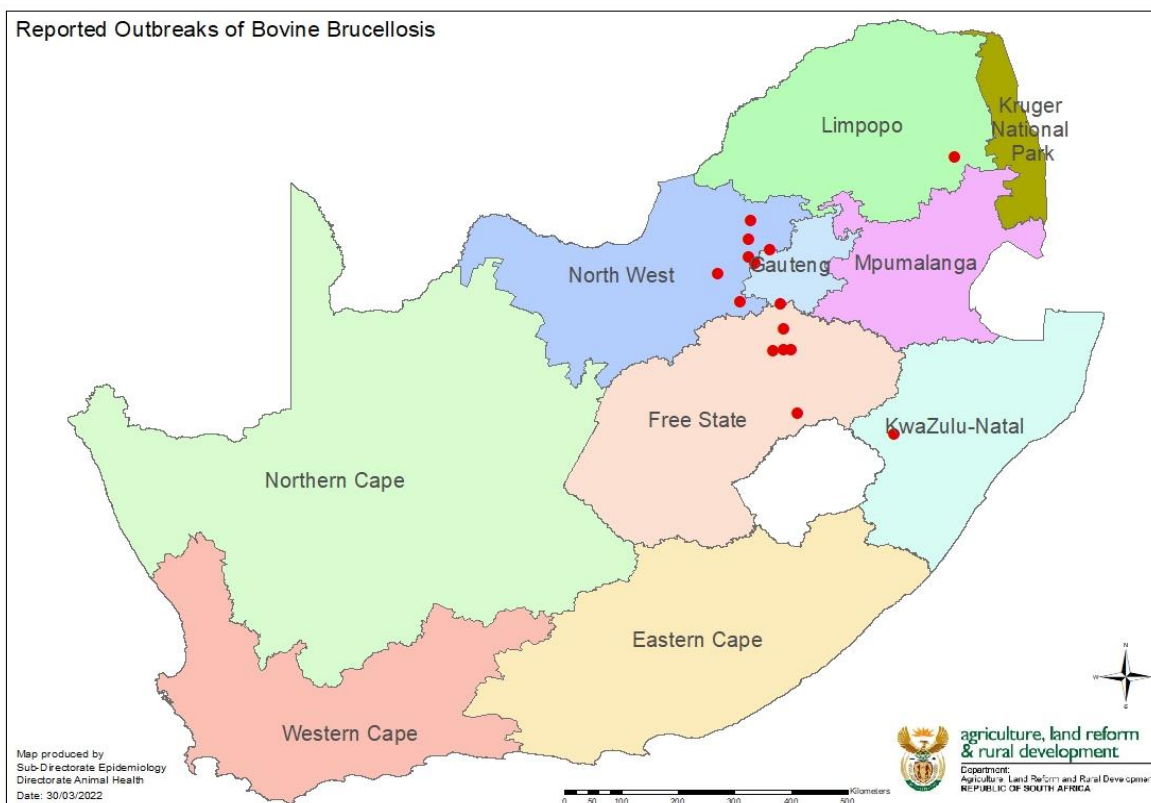 Reported Outbreaks of Bovine Brucellosis
Limpopo
Kruger
National
Park
North West
Gauteng
Mpumalanga
Free State
KwaZulu-Natal
Northern Cape
Eastern Cape
Western Cape
N
W
S
Map produced by
Sub-Directorate Epidemiology
Directorate Animal Health
Date: 30/03/2022
Kilometers
0 50 100 200 300 400 500
agriculture, land reform
& rural development
Department:
Agriculture, Land Reform and Rural Development
REPUBLIC OF SOUTH AFRICA